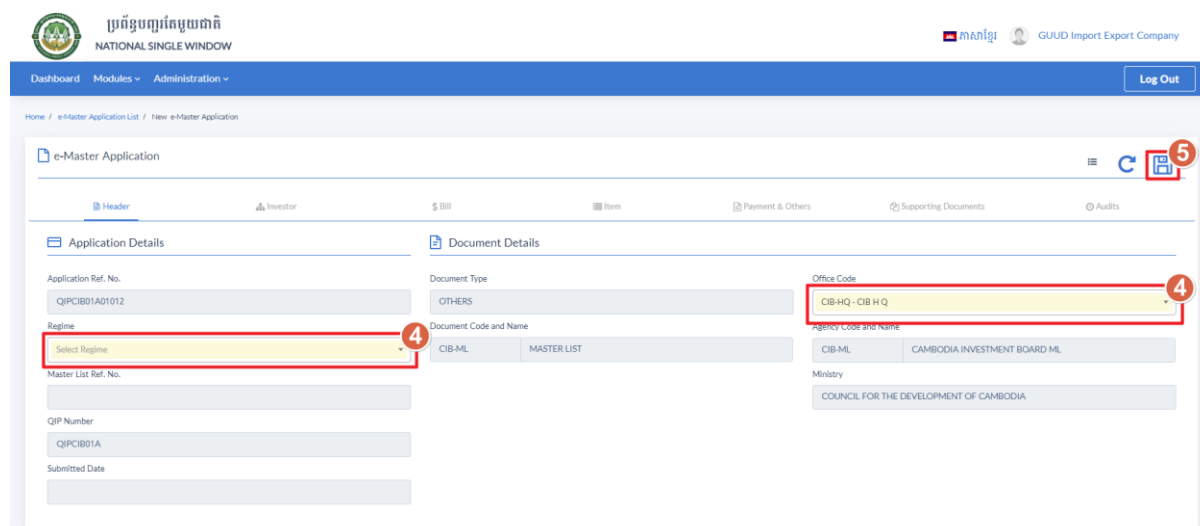 ប្រព័ន្ធបញ្ជរតែមួយជាតិ
NATIONAL SINGLE WINDOW
ភាសាខ្មែរ GUUD Import Export Company
Dashboard Modules Administration Log Out
Home / e-Master Application List / New e-Master Application
e-Master Application
5
Header Investor $ Bill Item Payment & Others Supporting Documents Audits
Application Details Document Details
Application Ref. No. Document Type Office Code
QIPCIB01A01012 OTHERS CIB-HQ - CIB H Q 4
Regime Document Code and Name Agency Code and Name
Select Regime 4 CIB-ML MASTER LIST CIB-ML CAMBODIA INVESTMENT BOARD ML
Master List Ref. No. Ministry
COUNCIL FOR THE DEVELOPMENT OF CAMBODIA
QIP Number
QIPCIB01A
Submitted Date